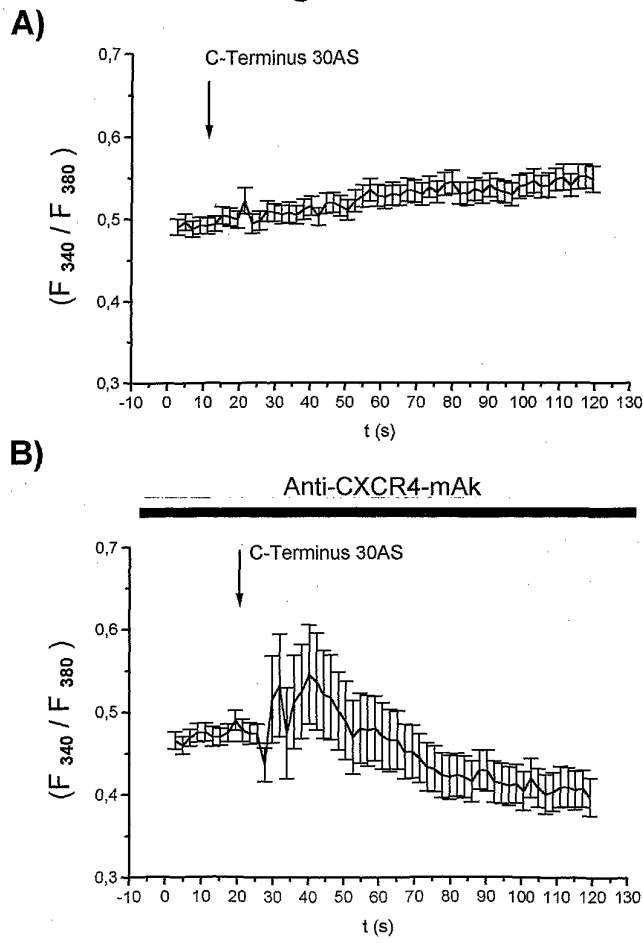 A)
C-Terminus 30AS
0,7
0,6
0,5
0,4
0,3
(F 340 / F 380)
-10 0 10 20 30 40 50 60 70 80 90 100 110 120 130
t (s)
B)
Anti-CXCR4-mAk
C-Terminus 30AS
0,7
0,6
0,5
0,4
0,3
(F 340 / F 380)
-10 0 10 20 30 40 50 60 70 80 90 100 110 120 130
t (s)